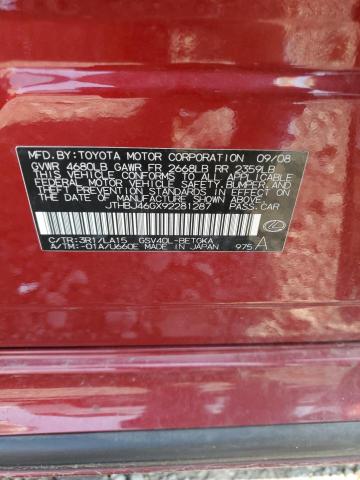 MFD. BY: TOYOTA MOTOR CORPORATION 09/08
GVWR 4680LB GAWR FR 2668LB RR 2359LB
THIS VEHICLE CONFORMS TO ALL APPLICABLE
FEDERAL MOTOR VEHICLE SAFETY, BUMPER, AND
THEFT PREVENTION STANDARDS IN EFFECT ON
THE DATE OF MANUFACTURE SHOWN ABOVE.
JTHBJ46GX92281287 PASS.CAR
C/TR: 3R1/LA15 GSV40L-BETGKA A
A/TM: -01A/U660E MADE IN JAPAN 975